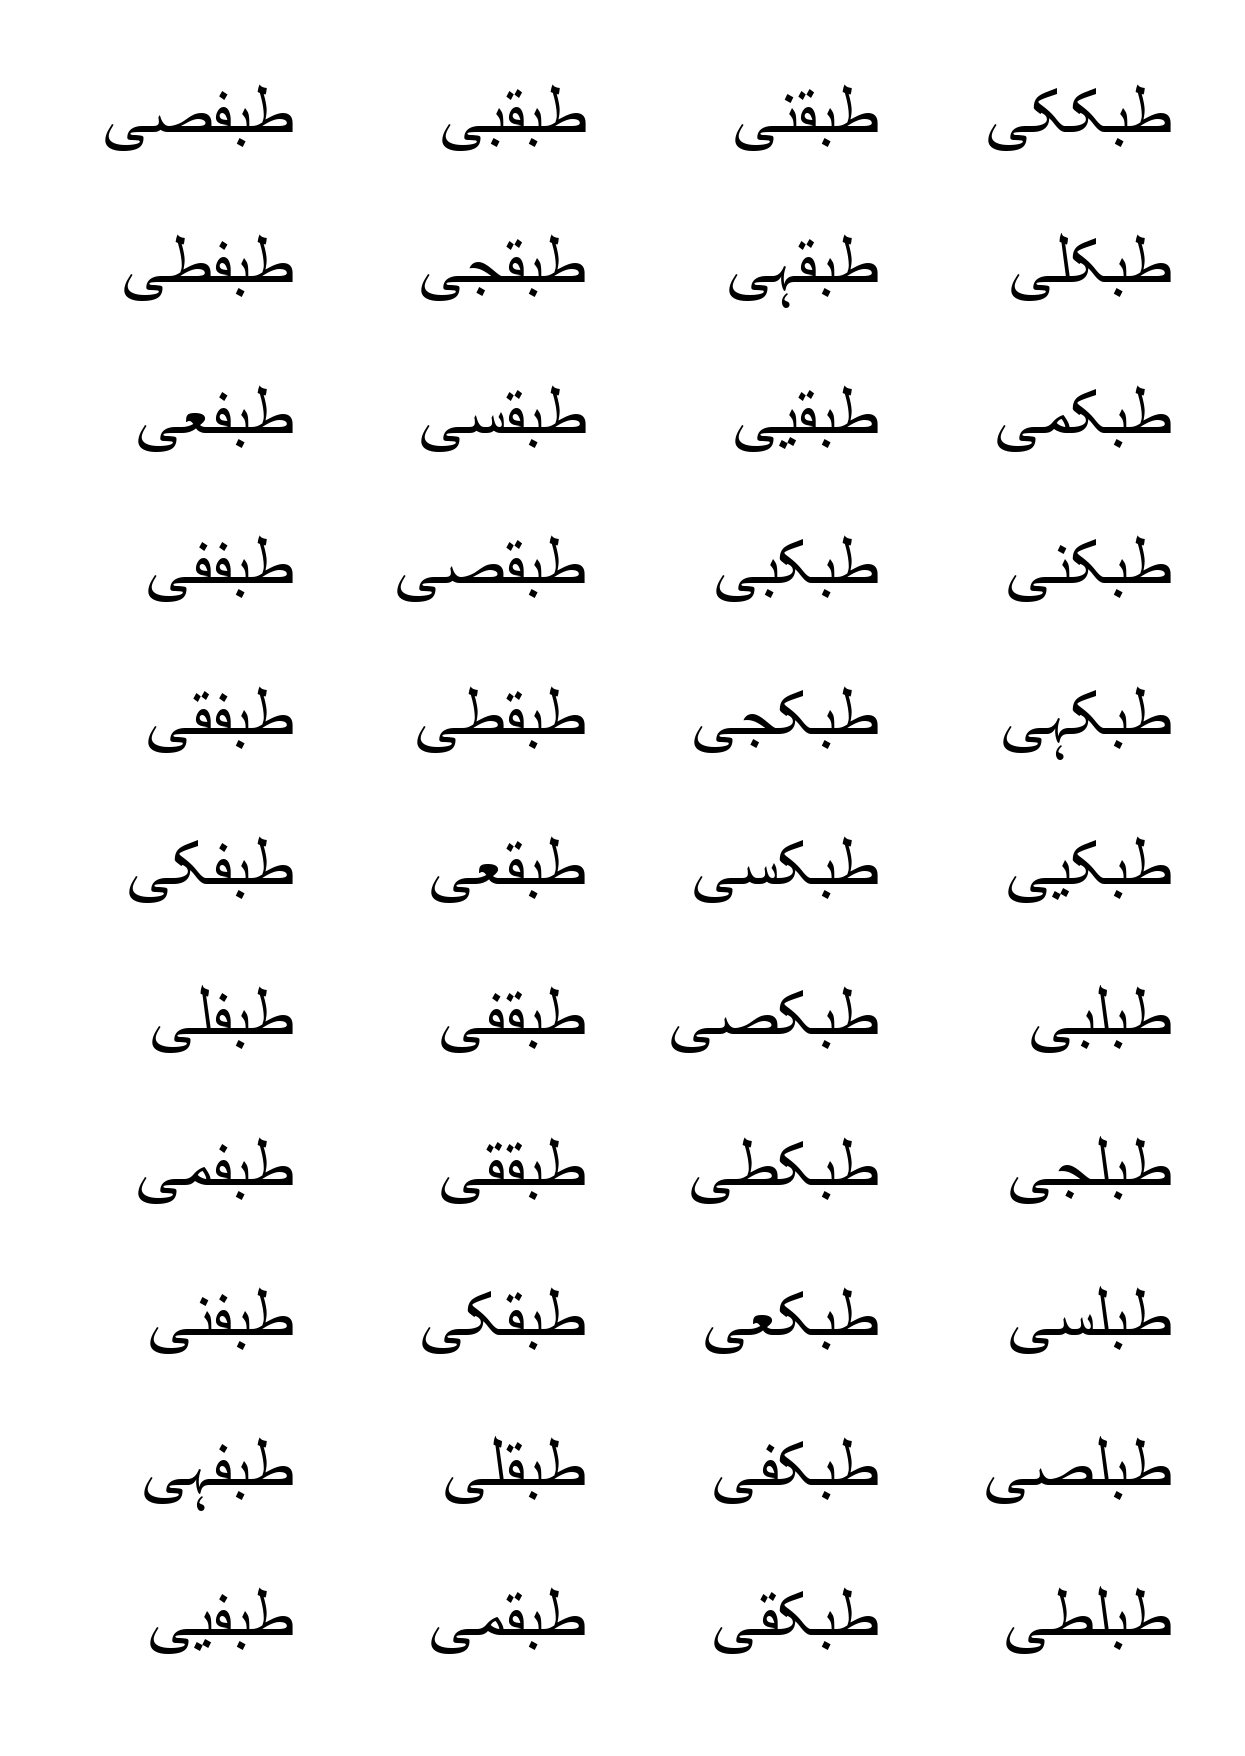 طبککی طبقنی طبقبی طبفصی
طبکلی طبقہی طبقجی طبفطی
طبکمی طبقیی طبقسی طبفعی
طبکنی طبکبی طبقصی طبففی
طبکہی طبکجی طبقطی طبفقی
طبکیی طبکسی طبقعی طبفکی
طبلبی طبکصی طبقفی طبفلی
طبلجی طبکطی طبققی طبفمی
طبلسی طبکعی طبقکی طبفنی
طبلصی طبکفی طبقلی طبفہی
طبلطی طبکقی طبقمی طبفیی